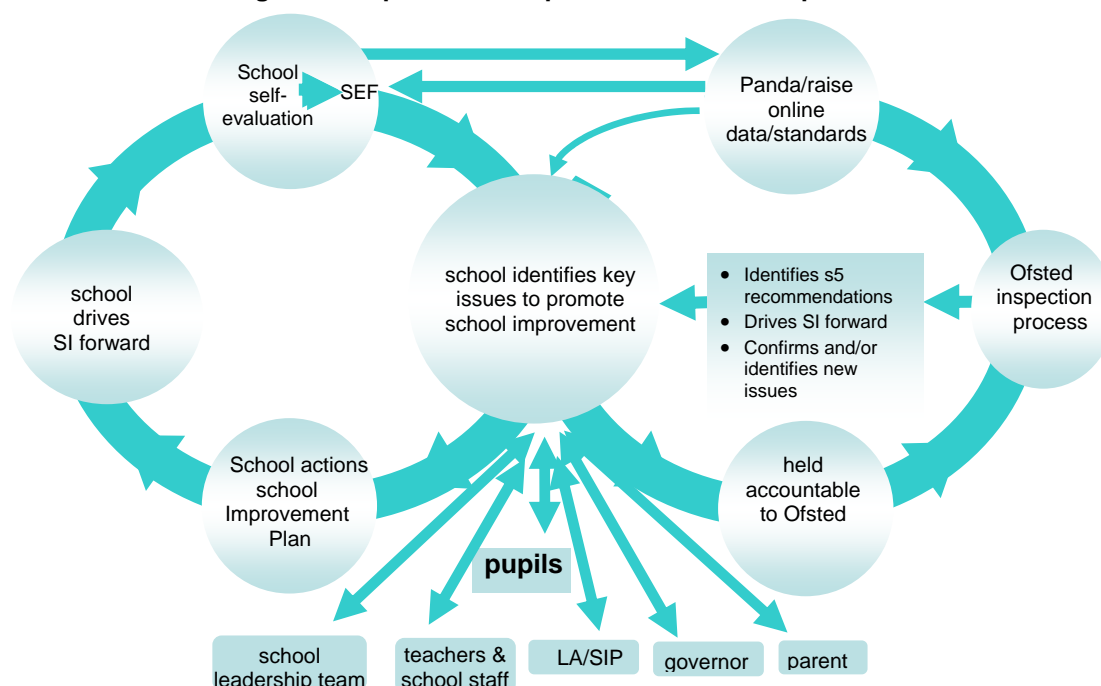 School
self-
evaluation
SEF
Panda/raise
online
data/standards
school identifies key
issues to promote
school improvement
• Identifies s5
recommendations
• Drives SI forward
• Confirms and/or
identifies new
issues
Ofsted
inspection
process
school
drives
SI forward
School actions
school
Improvement
Plan
held
accountable
to Ofsted
pupils
school
leadership team
teachers &
school staff
LA/SIP
governor
parent